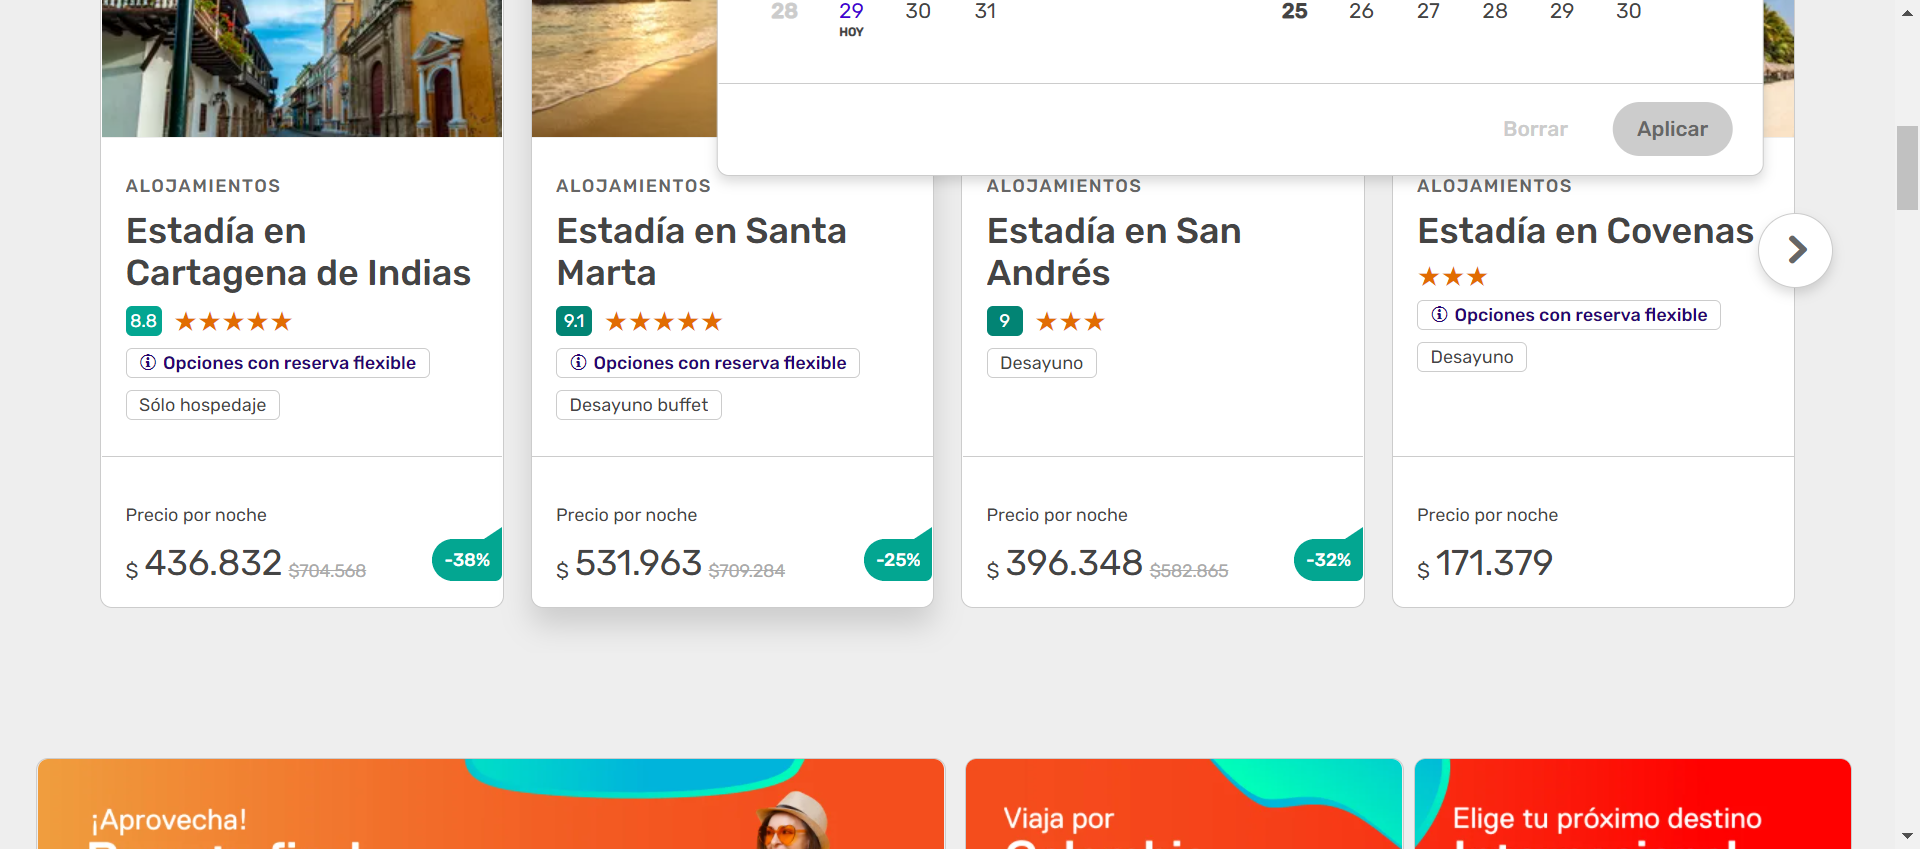 28 29 30 31 25 26 27 28 29 30
HOY
Borrar Aplicar
ALOJAMIENTOS
Estadía en
Cartagena de Indias
8.8
Opciones con reserva flexible
Sólo hospedaje
Precio por noche
$ 436.832 $704.568
-38%
ALOJAMIENTOS
Estadía en Santa
Marta
9.1
Opciones con reserva flexible
Desayuno buffet
Precio por noche
$ 531.963 $709.284
-25%
ALOJAMIENTOS
Estadía en San
Andrés
9
Desayuno
Precio por noche
$ 396.348 $582.865
-32%
ALOJAMIENTOS
Estadía en Covenas
Opciones con reserva flexible
Desayuno
Precio por noche
$ 171.379
¡Aprovecha!
Viaja por
Elige tu próximo destino